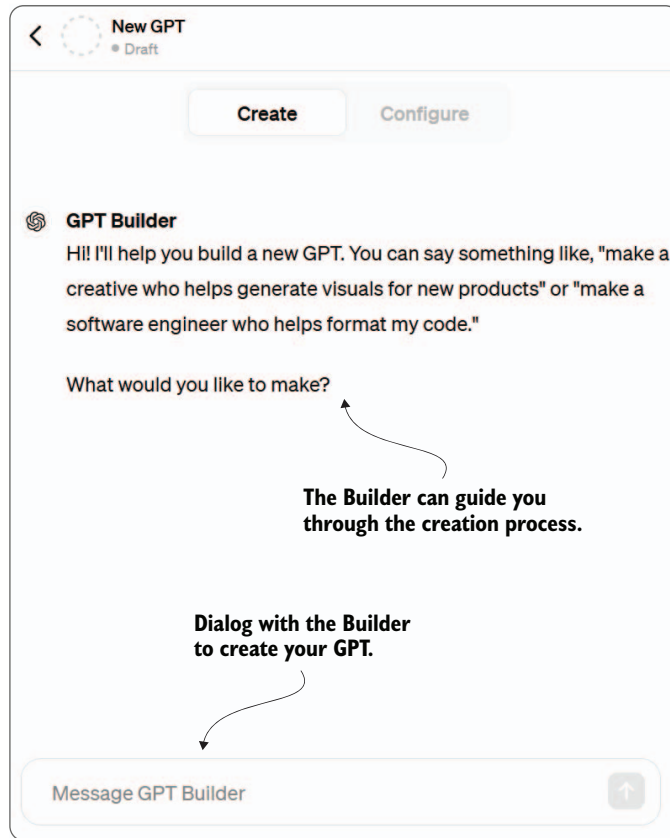 New GPT
Draft
Create
Configure
GPT Builder
Hi! I'll help you build a new GPT. You can say something like, "make a
creative who helps generate visuals for new products" or "make a
software engineer who helps format my code."
What would you like to make?
The Builder can guide you
through the creation process.
Dialog with the Builder
to create your GPT.
Message GPT Builder